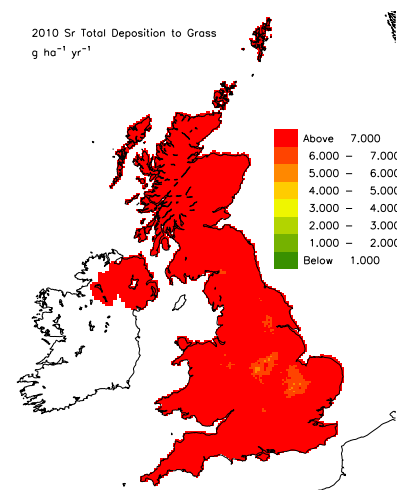 2010 Sr Total Deposition to Grass
g ha⁻¹ yr⁻¹
Above 7.000
6.000 – 7.000
5.000 – 6.000
4.000 – 5.000
3.000 – 4.000
2.000 – 3.000
1.000 – 2.000
Below 1.000